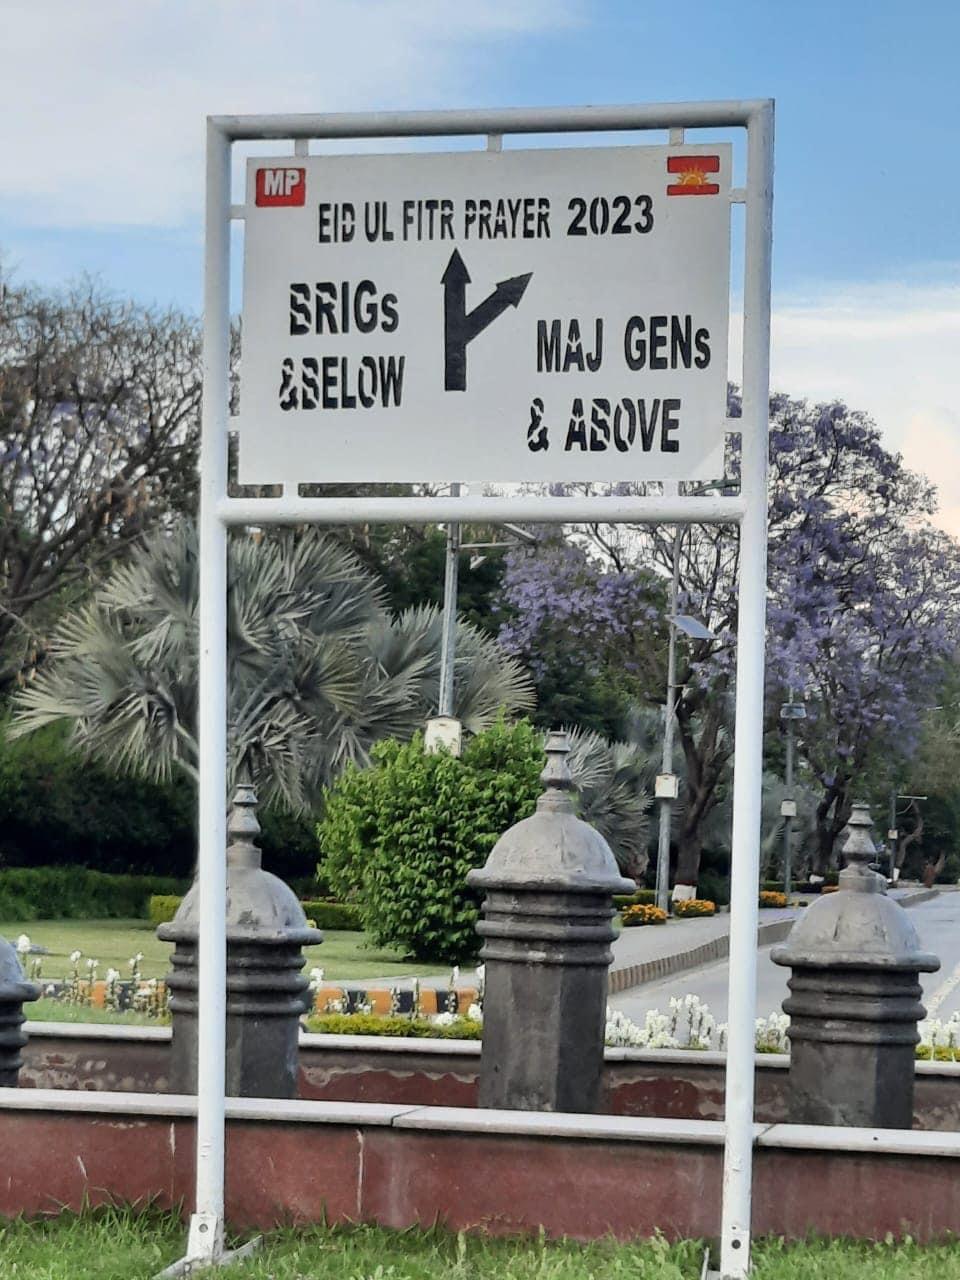 MP
EID UL FITR PRAYER 2023
BRIGs
&BELOW
MAJ GENs
& ABOVE